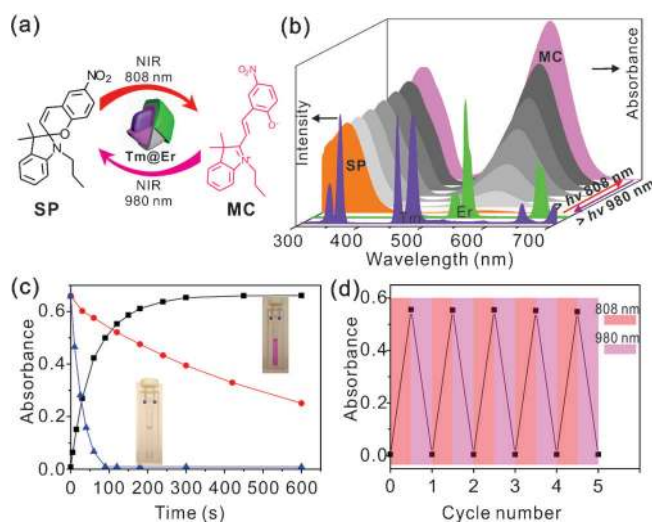 (a)
NIR
808 nm
NO₂
O
N
Tm@Er
NIR
980 nm
SP
O₂N
O⁻
N⁺
MC
(b)
Intensity
Absorbance
SP
MC
Tm
Er
hv 808 nm
> hv 980 nm
300 400 500 600 700
Wavelength (nm)
(c)
Absorbance
0.6
0.4
0.2
0.0
0 100 200 300 400 500 600
Time (s)
(d)
Absorbance
0.6
0.4
0.2
0.0
808 nm
980 nm
0 1 2 3 4 5
Cycle number